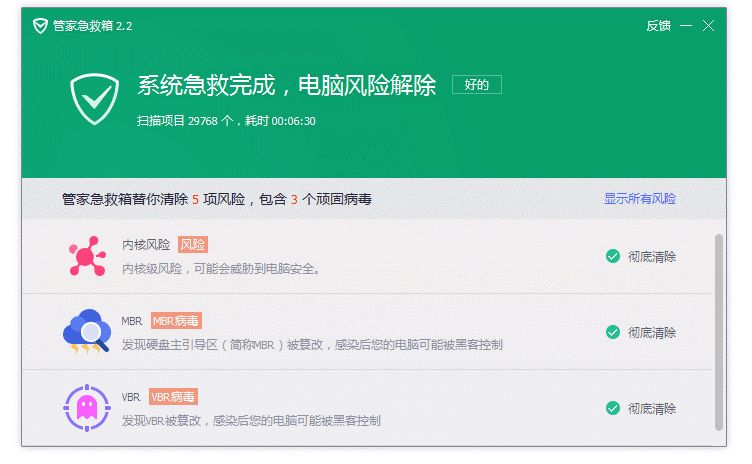 管家急救箱 2.2 反馈
系统急救完成，电脑风险解除 好的
扫描项目 29768 个，耗时 00:06:30
管家急救箱替你清除 5 项风险，包含 3 个顽固病毒 显示所有风险
内核风险 风险
内核级风险，可能会威胁到电脑安全。 彻底清除
MBR MBR病毒
发现硬盘主引导区（简称MBR）被篡改，感染后您的电脑可能被黑客控制 彻底清除
VBR VBR病毒
发现VBR被篡改，感染后您的电脑可能被黑客控制 彻底清除